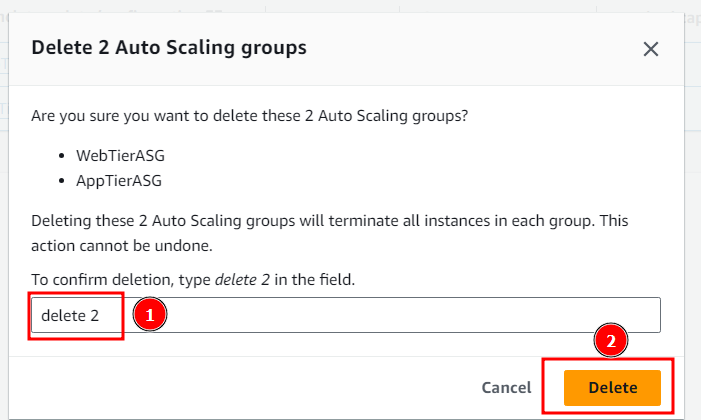 Delete 2 Auto Scaling groups
Are you sure you want to delete these 2 Auto Scaling groups?
• WebTierASG
• AppTierASG
Deleting these 2 Auto Scaling groups will terminate all instances in each group. This
action cannot be undone.
To confirm deletion, type delete 2 in the field.
delete 2
1
2
Cancel
Delete